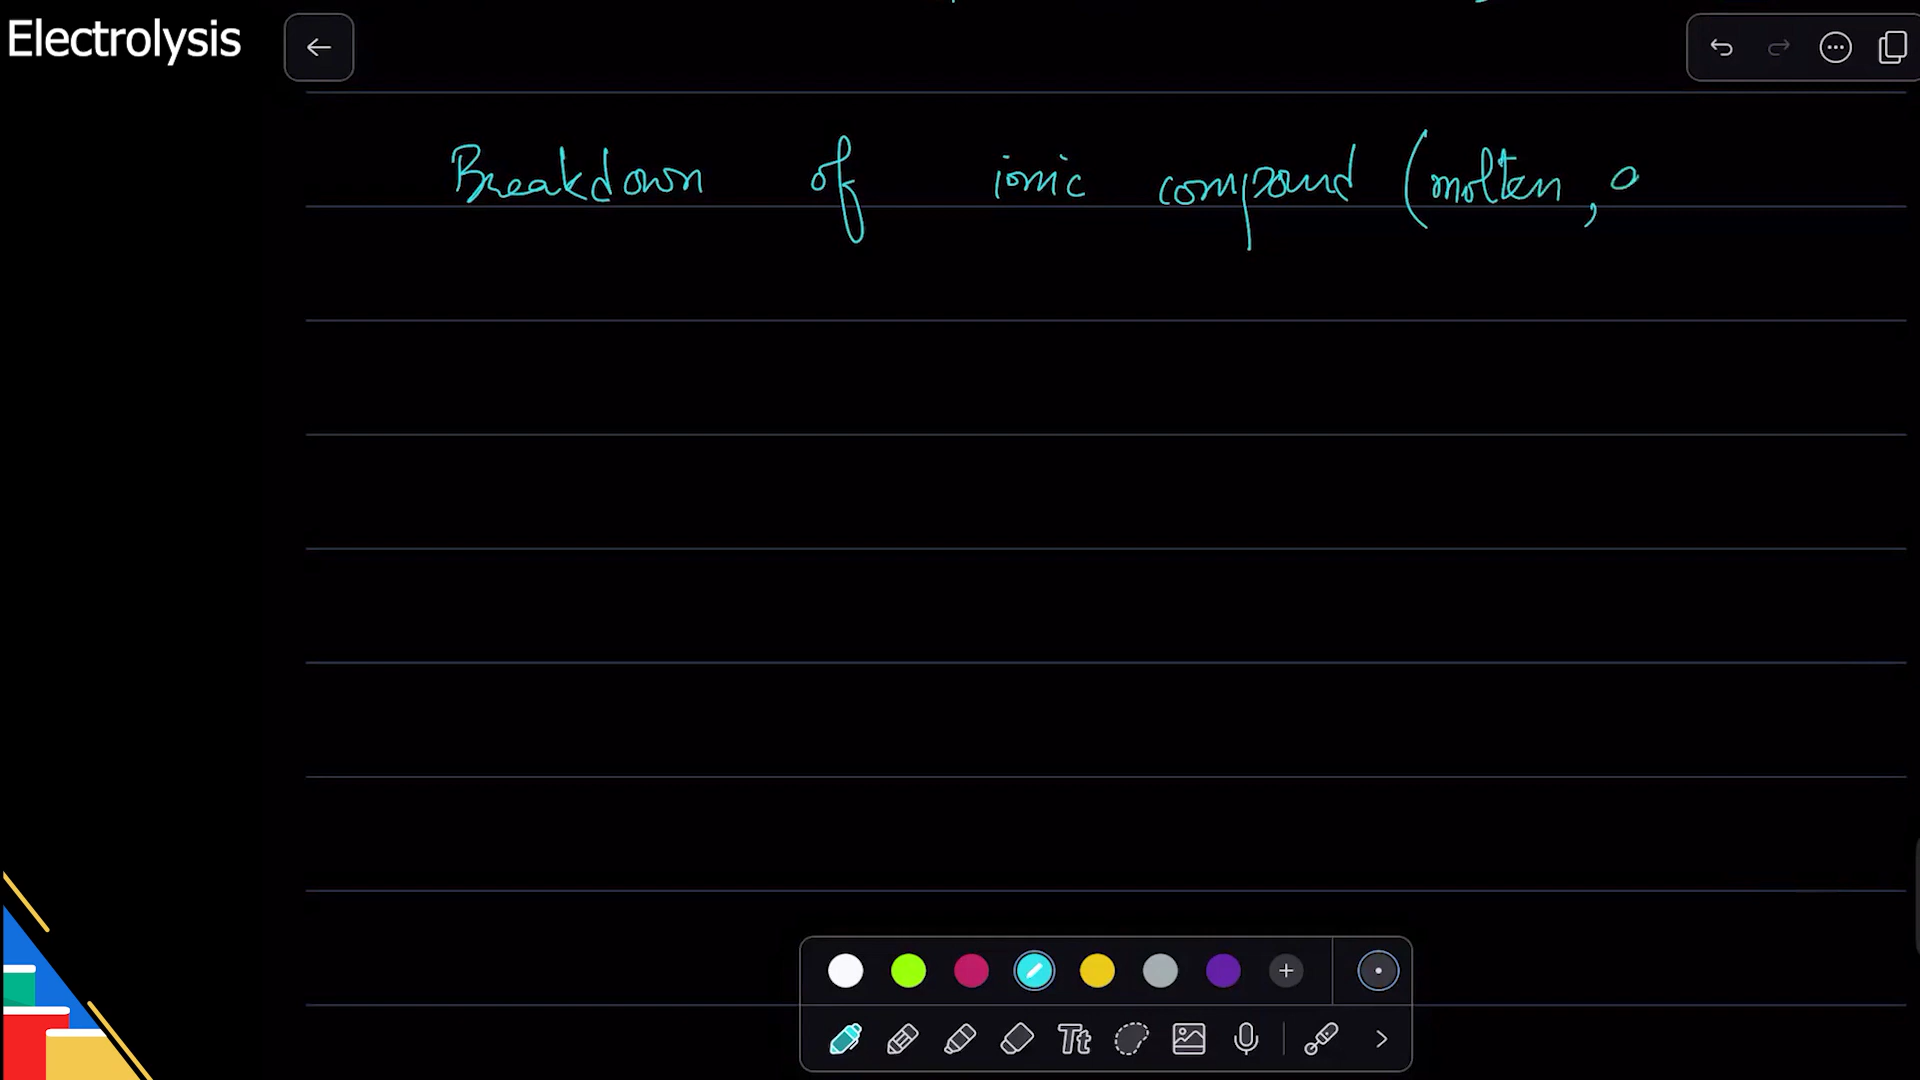 Electrolysis
Breakdown of ionic compound (molten, a
Tt